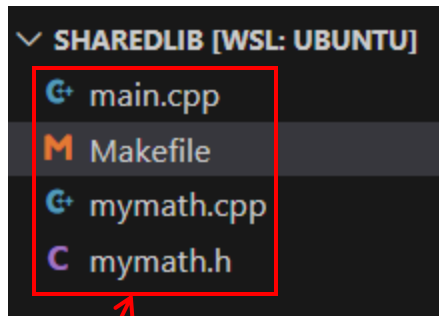 SHAREDLIB [WSL: UBUNTU]
C++ main.cpp
M Makefile
C++ mymath.cpp
C mymath.h